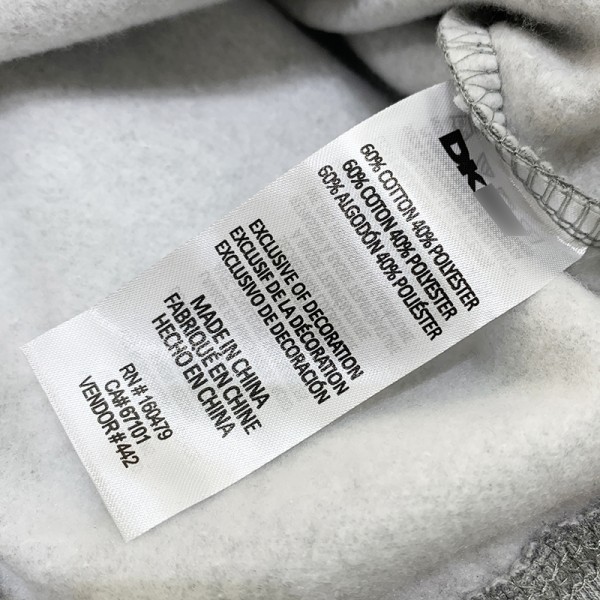 DK
60% COTTON 40% POLYESTER
60% COTON 40% POLYESTER
60% ALGODÓN 40% POLIÉSTER
EXCLUSIVE OF DECORATION
EXCLUSIF DE LA DÉCORATION
EXCLUSIVO DE DECORACIÓN
MADE IN CHINA
FABRIQUÉ EN CHINE
HECHO EN CHINA
RN # 160479
CA# 67101
VENDOR # 442